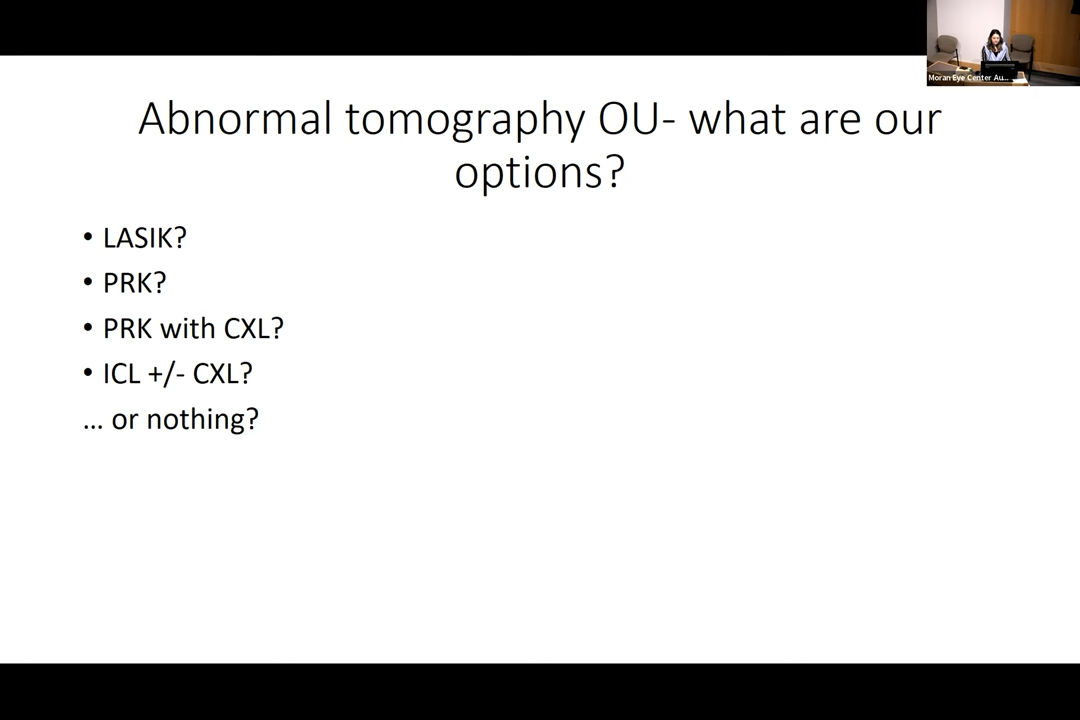 Moran Eye Center Au...
Abnormal tomography OU- what are our
options?
• LASIK?
• PRK?
• PRK with CXL?
• ICL +/- CXL?
... or nothing?